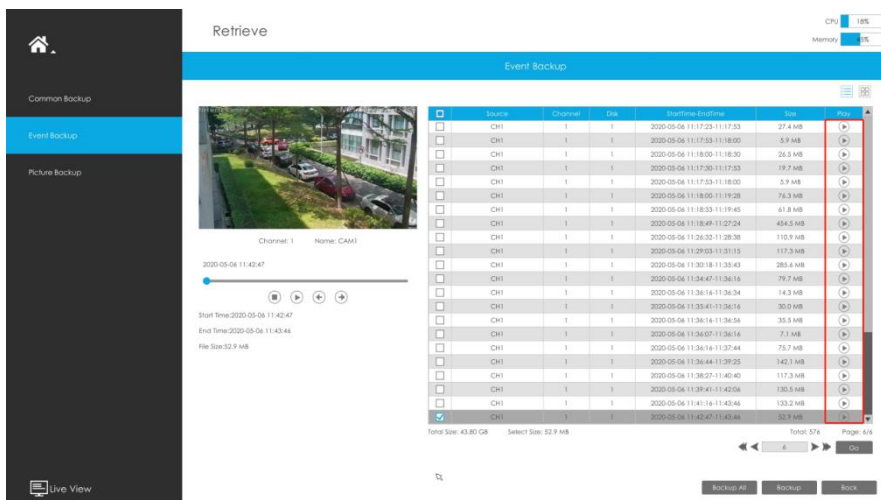 Retrieve
CPU 18%
Memory 45%
Event Backup
Common Backup
Event Backup
Picture Backup
Channel: 1 Name: CAM1
2020-05-06 11:42:47
Start Time:2020-05-06 11:42:47
End Time:2020-05-06 11:43:46
File Size:52.9 MB
Source Channel Disk StartTime-EndTime Size Play
CH1 1 1 2020-05-06 11:17:23-11:17:53 27.4 MB
CH1 1 1 2020-05-06 11:17:53-11:18:00 5.9 MB
CH1 1 1 2020-05-06 11:18:00-11:18:30 26.5 MB
CH1 1 1 2020-05-06 11:17:30-11:17:53 19.7 MB
CH1 1 1 2020-05-06 11:17:53-11:18:00 5.9 MB
CH1 1 1 2020-05-06 11:18:00-11:19:28 76.3 MB
CH1 1 1 2020-05-06 11:18:33-11:19:45 61.8 MB
CH1 1 1 2020-05-06 11:18:49-11:27:24 454.5 MB
CH1 1 1 2020-05-06 11:26:32-11:28:38 110.9 MB
CH1 1 1 2020-05-06 11:29:03-11:31:15 117.3 MB
CH1 1 1 2020-05-06 11:30:18-11:35:43 285.6 MB
CH1 1 1 2020-05-06 11:34:47-11:36:16 79.7 MB
CH1 1 1 2020-05-06 11:36:16-11:36:34 14.3 MB
CH1 1 1 2020-05-06 11:35:41-11:36:16 30.0 MB
CH1 1 1 2020-05-06 11:36:16-11:36:56 35.5 MB
CH1 1 1 2020-05-06 11:36:07-11:36:16 7.1 MB
CH1 1 1 2020-05-06 11:36:16-11:37:44 75.7 MB
CH1 1 1 2020-05-06 11:36:44-11:39:25 142.1 MB
CH1 1 1 2020-05-06 11:38:27-11:40:40 117.3 MB
CH1 1 1 2020-05-06 11:39:41-11:42:06 130.5 MB
CH1 1 1 2020-05-06 11:41:16-11:43:46 133.2 MB
CH1 1 1 2020-05-06 11:42:47-11:43:46 52.9 MB
Total Size: 43.80 GB Select Size: 52.9 MB Total: 576 Page: 6/6
6 Go
Live View
Backup All Backup Back